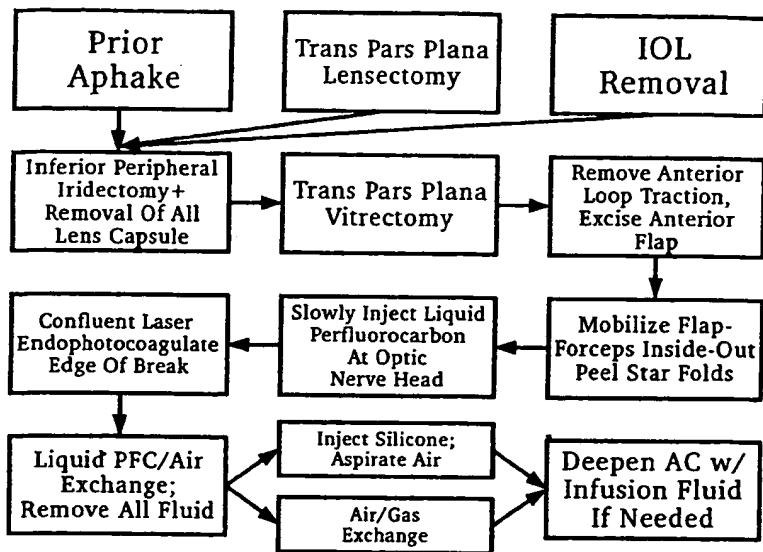 Prior
Aphake
Trans Pars Plana
Lensectomy
IOL
Removal
Inferior Peripheral
Iridectomy+
Removal Of All
Lens Capsule
Trans Pars Plana
Vitrectomy
Remove Anterior
Loop Traction,
Excise Anterior
Flap
Confluent Laser
Endophotocoagulate
Edge Of Break
Slowly Inject Liquid
Perfluorocarbon
At Optic
Nerve Head
Mobilize Flap-
Forceps Inside-Out
Peel Star Folds
Liquid PFC/Air
Exchange;
Remove All Fluid
Inject Silicone;
Aspirate Air
Air/Gas
Exchange
Deepen AC w/
Infusion Fluid
If Needed